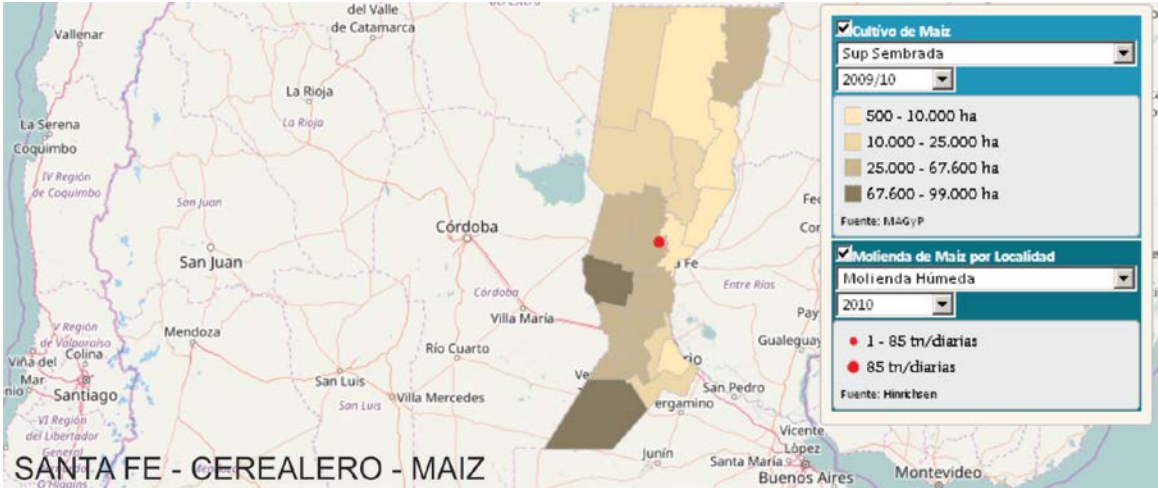 del Valle
de Catamarca
Vallenar
La Rioja
La Rioja
La Serena
Coquimbo
IV Región
de Coquimbo
San Juan
San Juan
Córdoba
Córdoba
Villa María
Entre Ríos
Mendoza
Río Cuarto
V Región
de Valparaíso
Viña del
Mar
Colina
Santiago
San Luis
San Luis
Villa Mercedes
San Pedro
ergamino
VI Región
del Libertador
General
O'Higgins
Junín
Vicente
López
Santa María
Buenos Aires
Montevideo
Gualeguay
SANTA FE - CEREALERO - MAIZ
Cultivo de Maiz
Sup Sembrada
2009/10
500 - 10.000 ha
10.000 - 25.000 ha
25.000 - 67.600 ha
67.600 - 99.000 ha
Fuente: MAGyP
Molienda de Maiz por Localidad
Molienda Húmeda
2010
1 - 85 tn/diarias
85 tn/diarias
Fuente: Hinrichsen